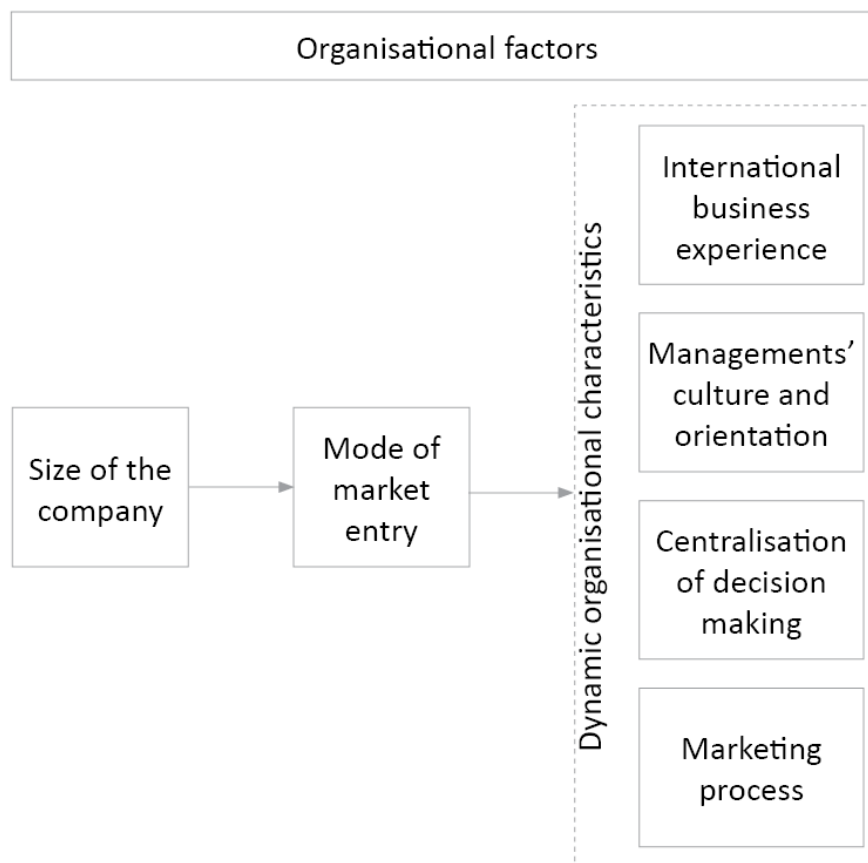 Organisational factors
Size of the
company
Mode of
market
entry
Dynamic organisational characteristics
International
business
experience
Managements’
culture and
orientation
Centralisation
of decision
making
Marketing
process